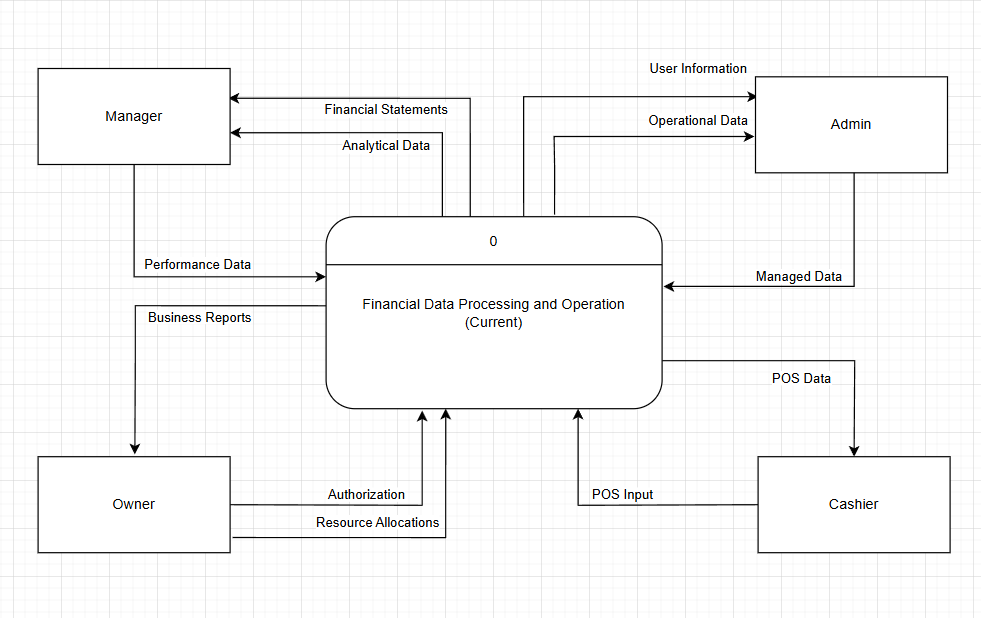 User Information
Financial Statements
Manager
Operational Data
Admin
Analytical Data
0
Performance Data
Managed Data
Financial Data Processing and Operation
(Current)
Business Reports
POS Data
Authorization
POS Input
Owner
Cashier
Resource Allocations